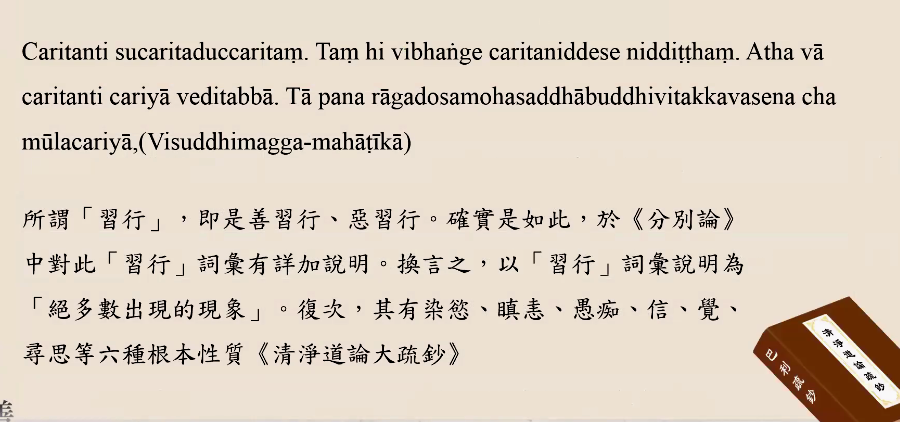 Caritanti sucaritaduccaritaṃ. Taṃ hi vibhaṅge caritaniddese niddiṭṭhaṃ. Atha vā
caritanti cariyā veditabbā. Tā pana rāgadosamohasaddhābuddhivitakkavasena cha
mūlacariyā,(Visuddhimagga-mahāṭīkā)
所謂「習行」，即是善習行、惡習行。確實是如此，於《分別論》
中對此「習行」詞彙有詳加說明。換言之，以「習行」詞彙說明為
「絕多數出現的現象」。復次，其有染慾、瞋恚、愚痴、信、覺、
尋思等六種根本性質《清淨道論大疏鈔》
巴利疏鈔
清淨道論疏鈔
善